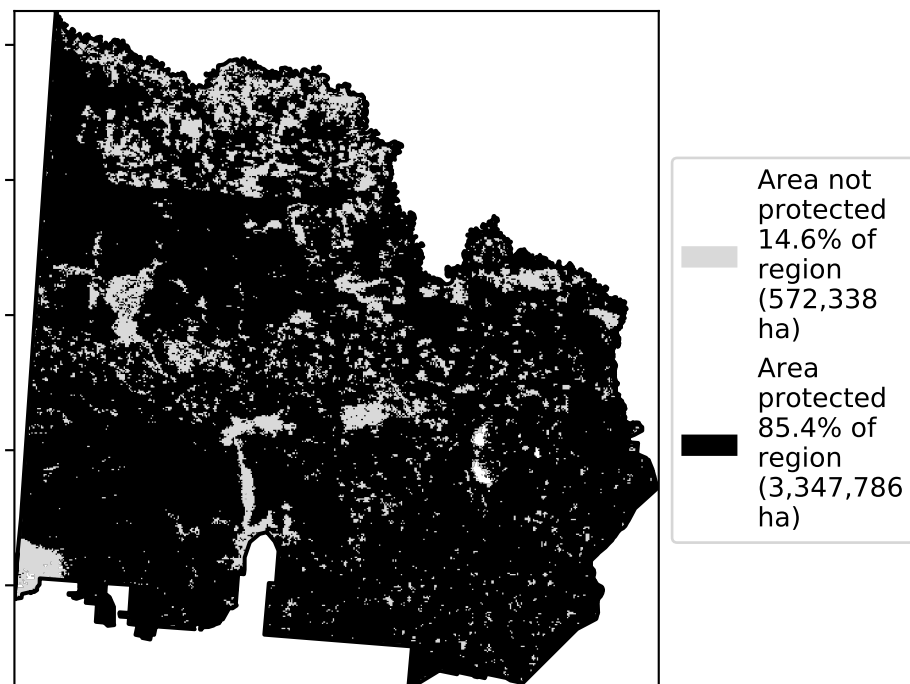 Area not
protected
14.6% of
region
(572,338
ha)
Area
protected
85.4% of
region
(3,347,786
ha)